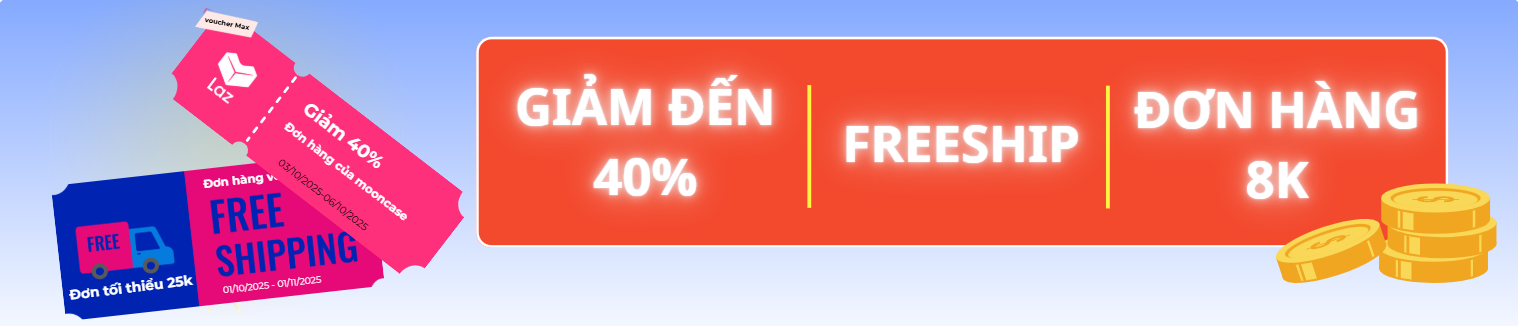 voucher Max
Laz
Giảm 40%
Đơn hàng của mooncase
03/10/2025-06/10/2025
Đơn hàng
FREE
SHIPPING
01/10/2025 - 01/11/2025
FREE
Đơn tối thiểu 25k
GIẢM ĐẾN
40%
FREESHIP
ĐƠN HÀNG
8K